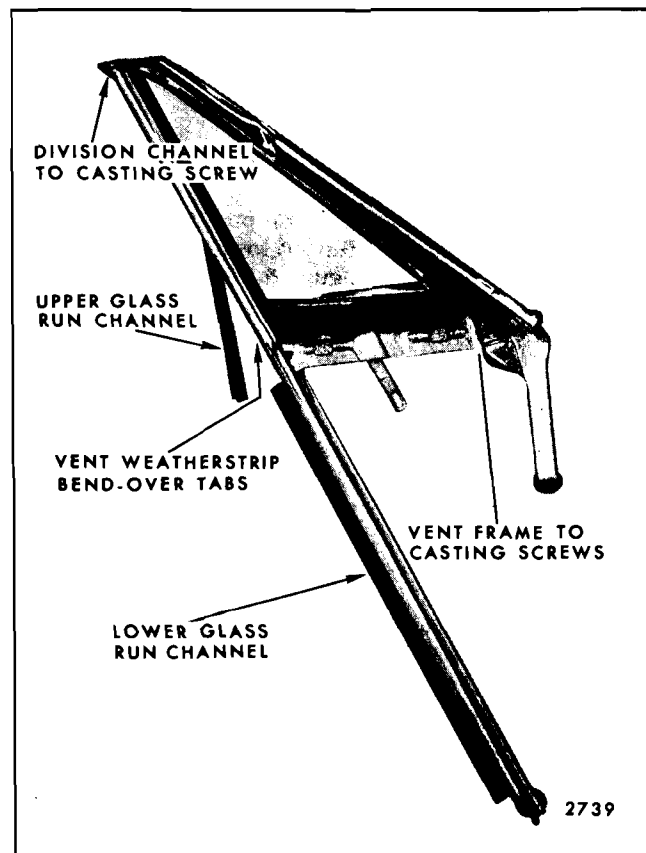 DIVISION CHANNEL
TO CASTING SCREW
UPPER GLASS
RUN CHANNEL
VENT WEATHERSTRIP
BEND-OVER TABS
VENT FRAME TO
CASTING SCREWS
LOWER GLASS
RUN CHANNEL
2739